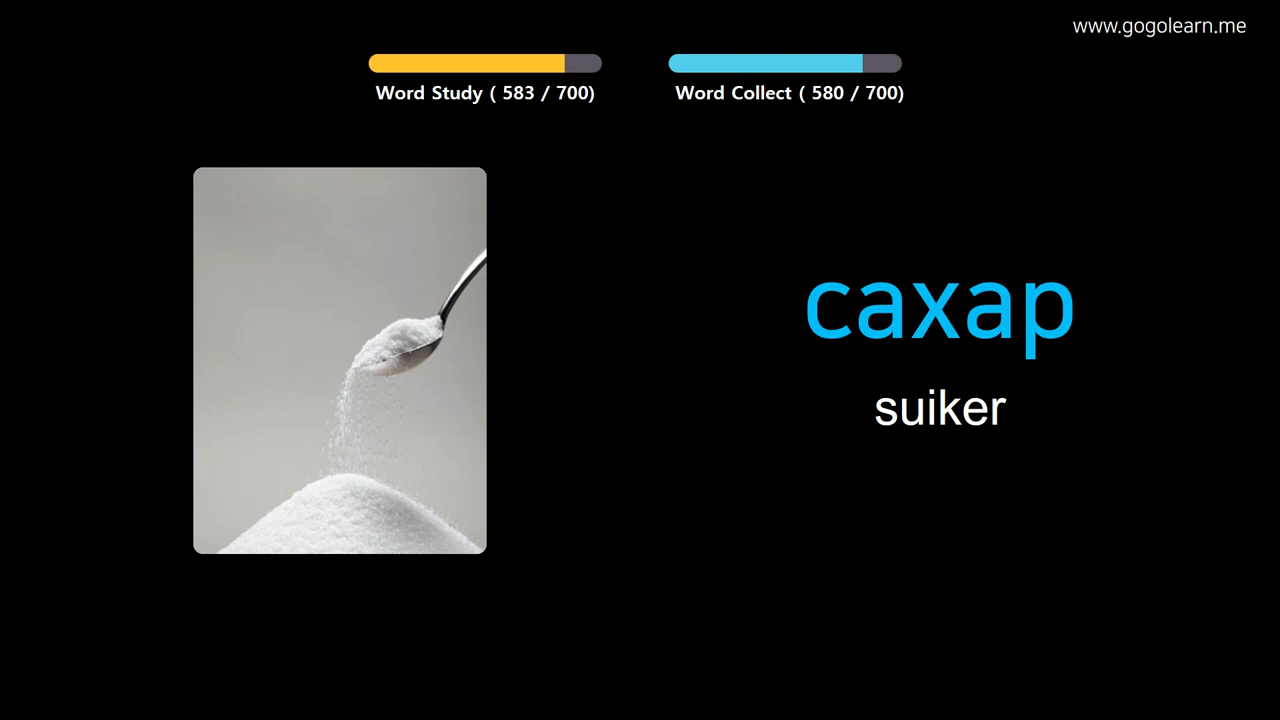 www.gogolearn.me
Word Study ( 583 / 700)
Word Collect ( 580 / 700)
сахар
suiker